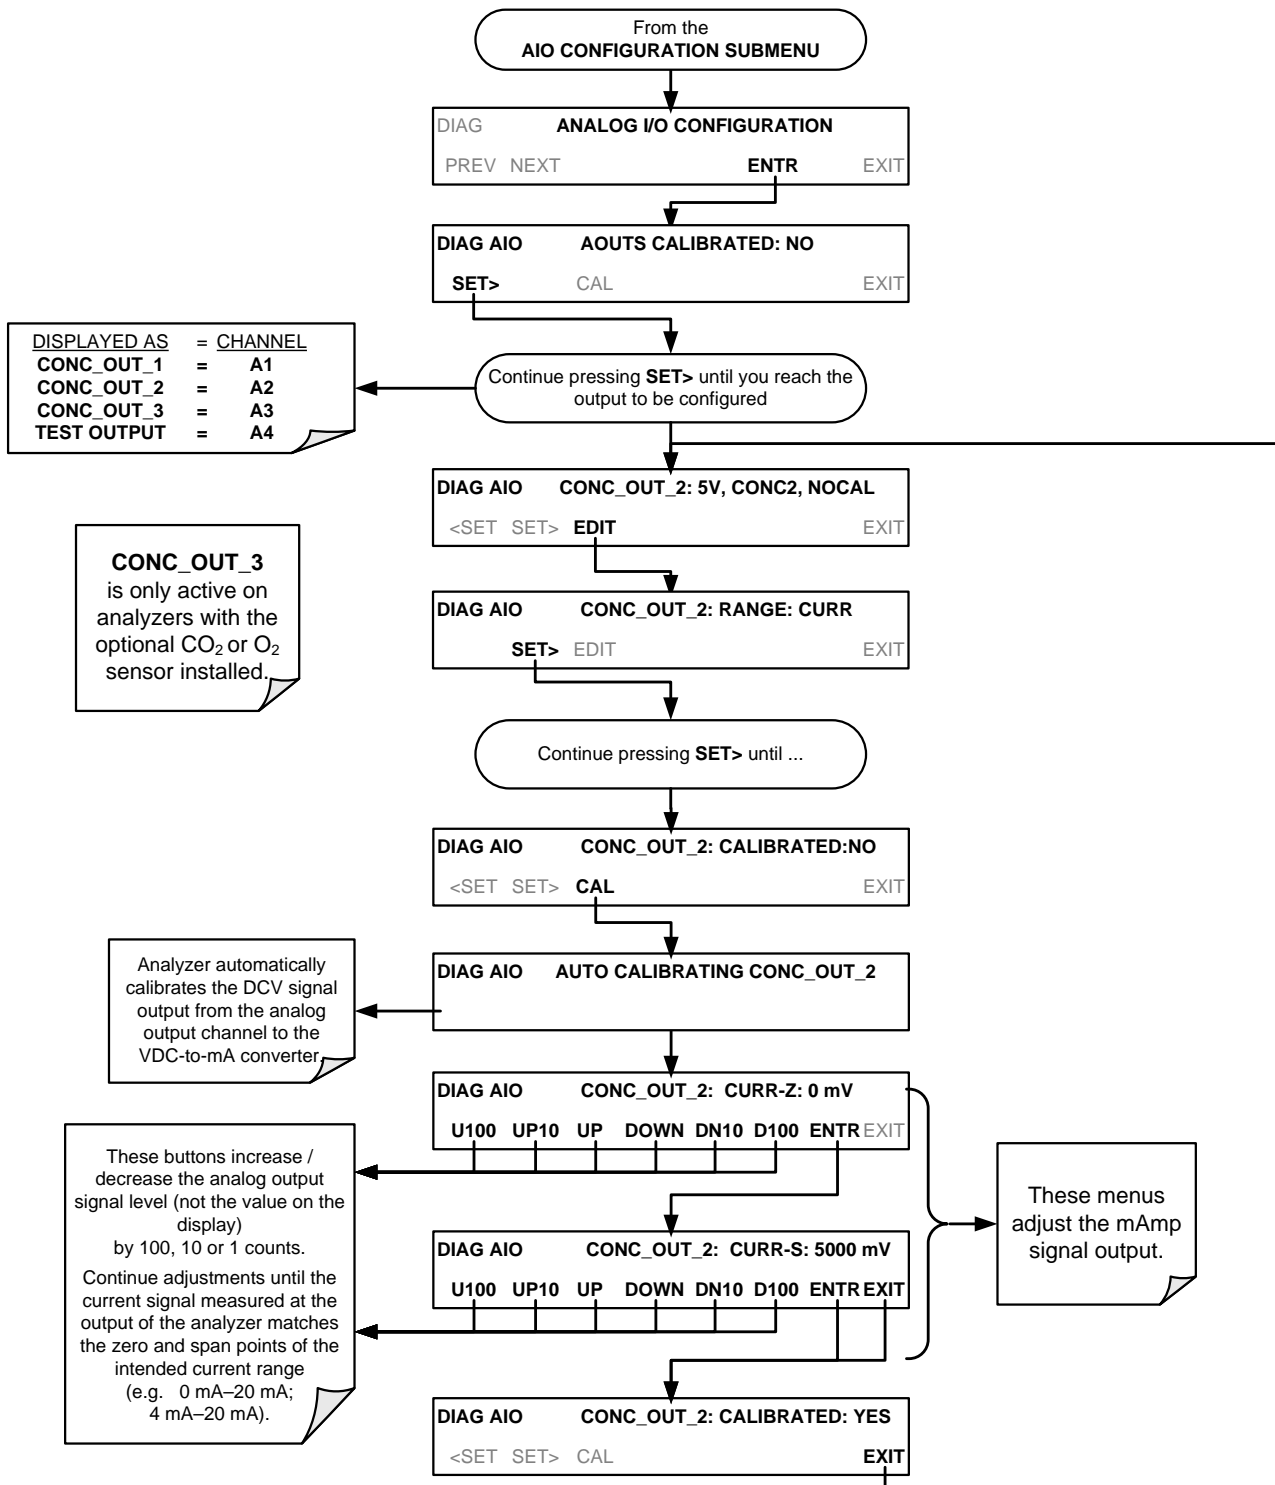 From the
AIO CONFIGURATION SUBMENU
DIAG ANALOG I/O CONFIGURATION
PREV NEXT ENTR EXIT
DIAG AIO AOUTS CALIBRATED: NO
SET> CAL EXIT
DISPLAYED AS = CHANNEL
CONC_OUT_1 = A1
CONC_OUT_2 = A2
CONC_OUT_3 = A3
TEST OUTPUT = A4
Continue pressing SET> until you reach the
output to be configured
DIAG AIO CONC_OUT_2: 5V, CONC2, NOCAL
<SET SET> EDIT EXIT
CONC_OUT_3
is only active on
analyzers with the
optional CO2 or O2
sensor installed.
DIAG AIO CONC_OUT_2: RANGE: CURR
SET> EDIT EXIT
Continue pressing SET> until ...
DIAG AIO CONC_OUT_2: CALIBRATED:NO
<SET SET> CAL EXIT
Analyzer automatically
calibrates the DCV signal
output from the analog
output channel to the
VDC-to-mA converter.
DIAG AIO AUTO CALIBRATING CONC_OUT_2
DIAG AIO CONC_OUT_2: CURR-Z: 0 mV
U100 UP10 UP DOWN DN10 D100 ENTR EXIT
These buttons increase /
decrease the analog output
signal level (not the value on the
display)
by 100, 10 or 1 counts.
Continue adjustments until the
current signal measured at the
output of the analyzer matches
the zero and span points of the
intended current range
(e.g. 0 mA–20 mA;
4 mA–20 mA).
These menus
adjust the mAmp
signal output.
DIAG AIO CONC_OUT_2: CURR-S: 5000 mV
U100 UP10 UP DOWN DN10 D100 ENTR EXIT
DIAG AIO CONC_OUT_2: CALIBRATED: YES
<SET SET> CAL EXIT